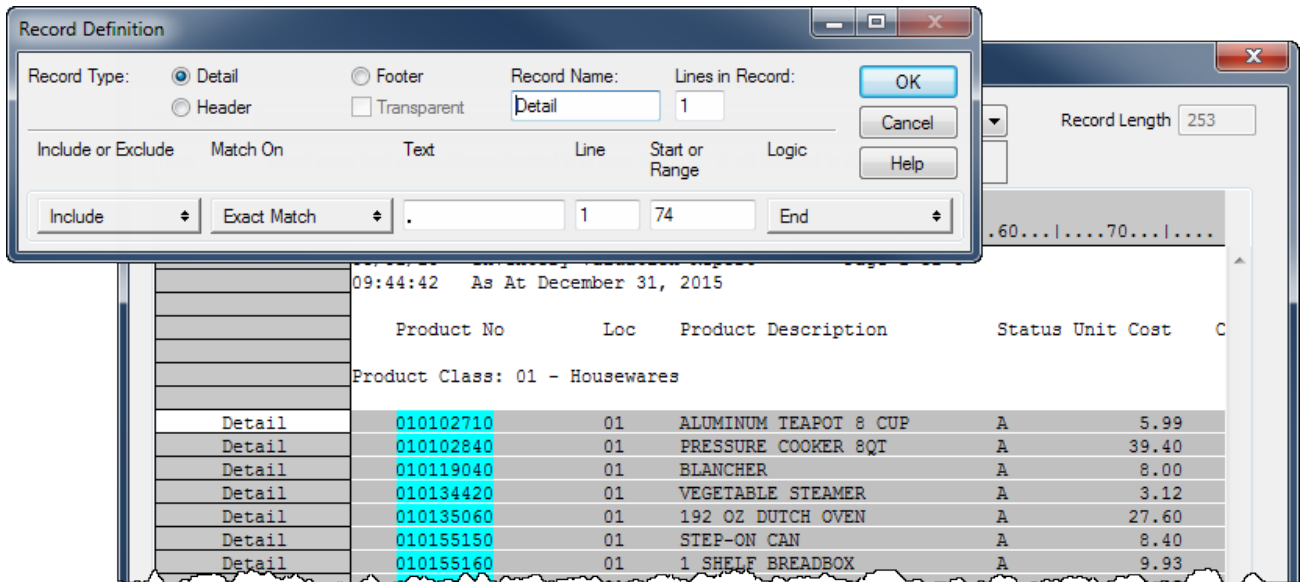 Record Definition
Record Type:
Detail
Header
Footer
Transparent
Record Name:
Detail
Lines in Record:
1
OK
Cancel
Help
Include or Exclude Match On Text Line Start or Range Logic
Include Exact Match . 1 74 End
Record Length 253
.60...|....70...|....
09:44:42 As At December 31, 2015
Product No Loc Product Description Status Unit Cost C
Product Class: 01 - Housewares
Detail 010102710 01 ALUMINUM TEAPOT 8 CUP A 5.99
Detail 010102840 01 PRESSURE COOKER 8QT A 39.40
Detail 010119040 01 BLANCHER A 8.00
Detail 010134420 01 VEGETABLE STEAMER A 3.12
Detail 010135060 01 192 OZ DUTCH OVEN A 27.60
Detail 010155150 01 STEP-ON CAN A 8.40
Detail 010155160 01 1 SHELF BREADBOX A 9.93